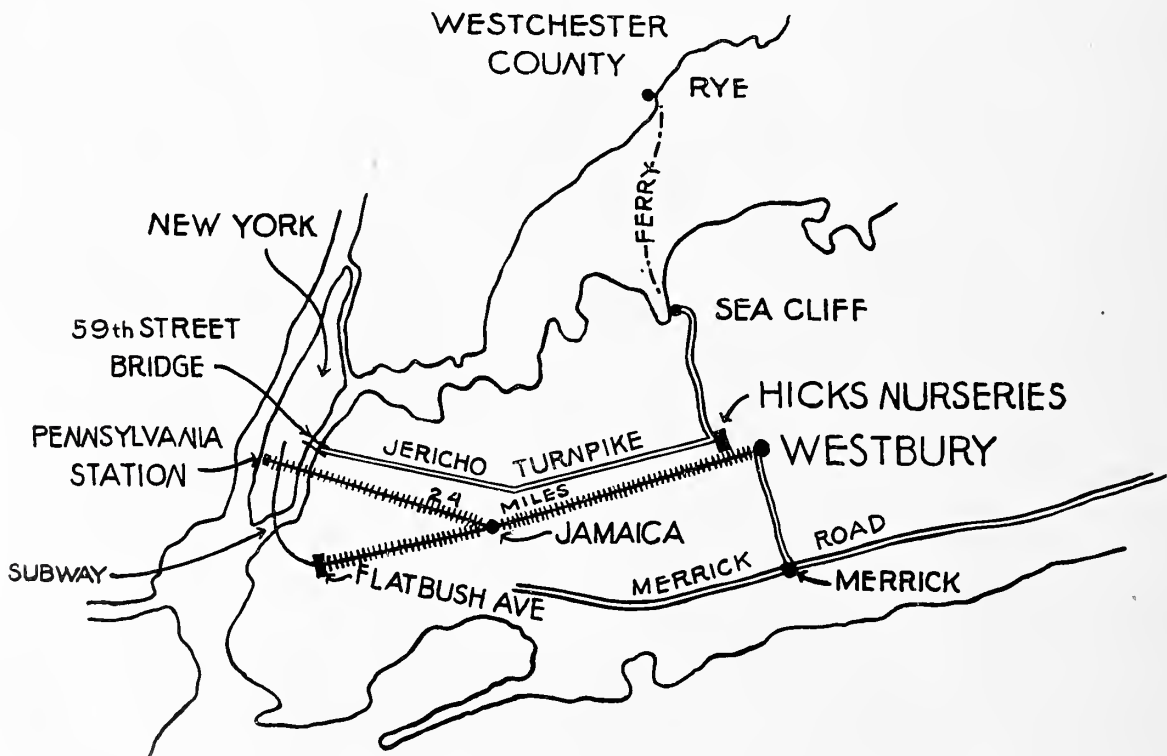 WESTCHESTER
COUNTY
RYE
FERRY
NEW YORK
59th STREET
BRIDGE
SEA CLIFF
HICKS NURSERIES
PENNSYLVANIA
STATION
JERICHO TURNPIKE
WESTBURY
24 MILES
JAMAICA
SUBWAY
FLATBUSH AVE
MERRICK ROAD
MERRICK